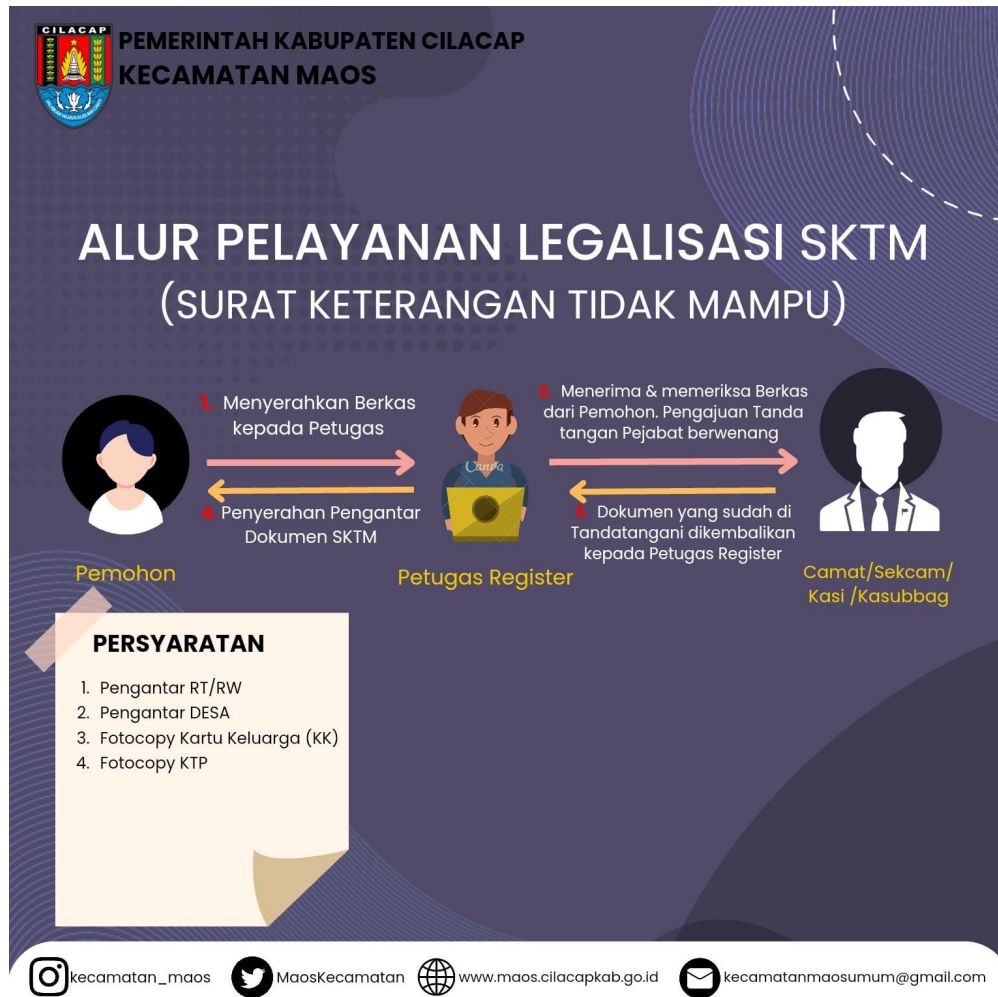 CILACAP
PEMERINTAH KABUPATEN CILACAP
KECAMATAN MAOS
ALUR PELAYANAN LEGALISASI SKTM
(SURAT KETERANGAN TIDAK MAMPU)
1. Menyerahkan Berkas
kepada Petugas
2. Menerima & memeriksa Berkas
dari Pemohon. Pengajuan Tanda
tangan Pejabat berwenang
Canva
4. Penyerahan Pengantar
Dokumen SKTM
3. Dokumen yang sudah di
Tandatangani dikembalikan
kepada Petugas Register
Pemohon
Petugas Register
Camat/Sekcam/
Kasi /Kasubbag
PERSYARATAN
1. Pengantar RT/RW
2. Pengantar DESA
3. Fotocopy Kartu Keluarga (KK)
4. Fotocopy KTP
kecamatan_maos
MaosKecamatan
www.maos.cilacapkab.go.id
kecamatanmaosumum@gmail.com